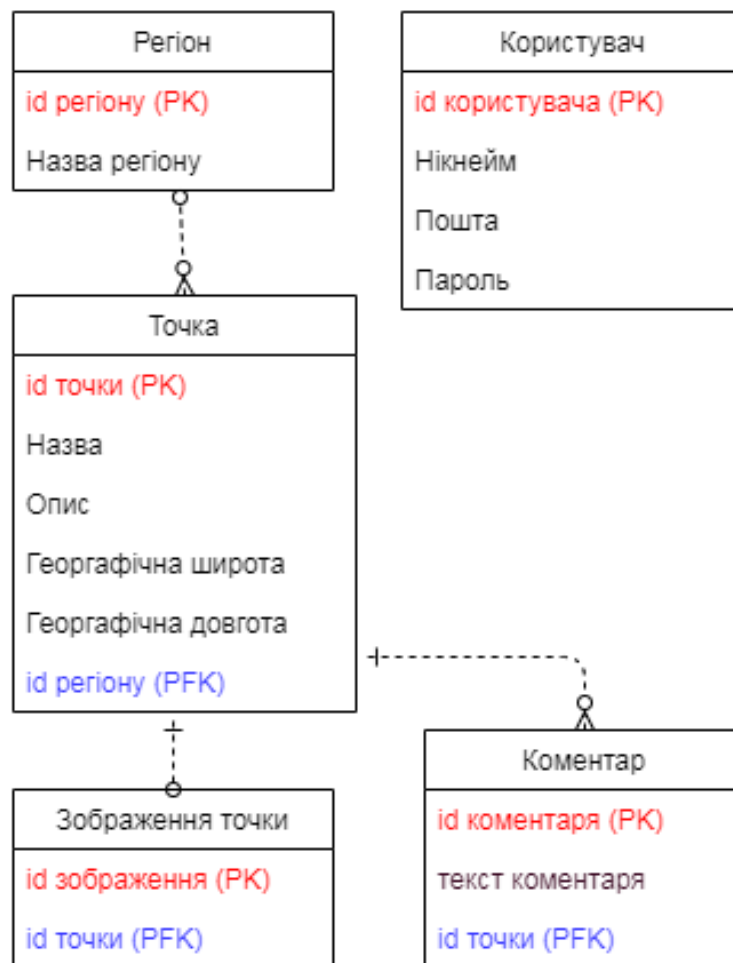 Регіон
id регіону (PK)
Назва регіону
Користувач
id користувача (PK)
Нікнейм
Пошта
Пароль
Точка
id точки (PK)
Назва
Опис
Георгафічна широта
Георгафічна довгота
id регіону (PFK)
Зображення точки
id зображення (PK)
id точки (PFK)
Коментар
id коментаря (PK)
текст коментаря
id точки (PFK)